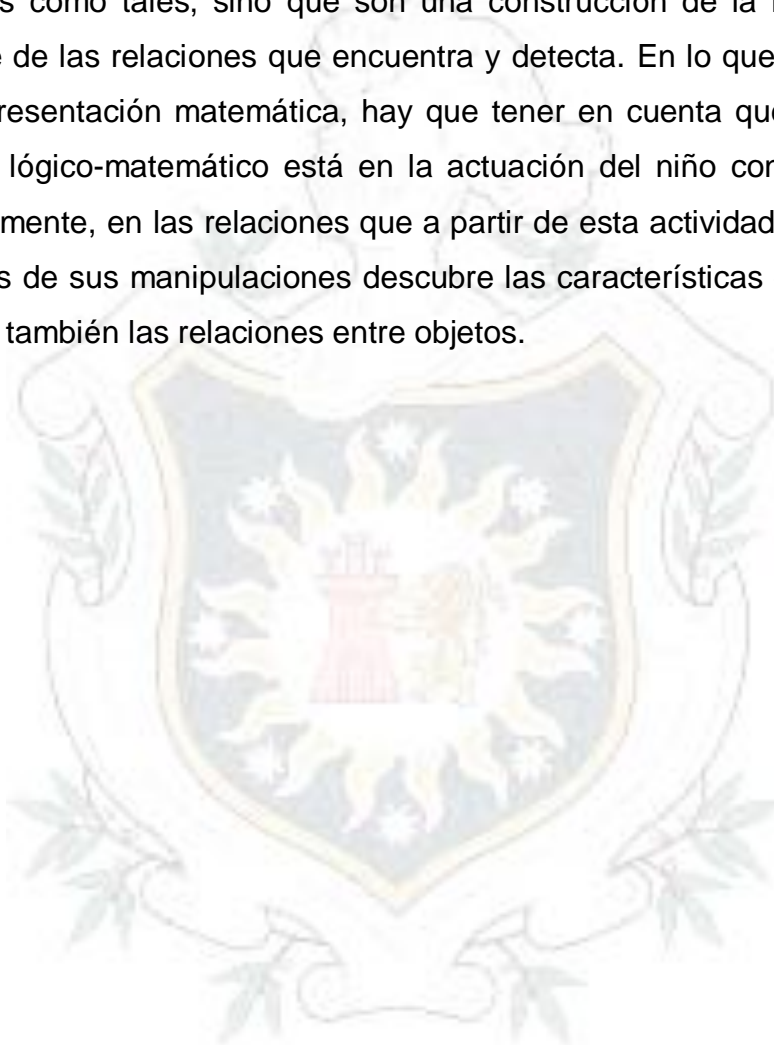 s como tales, sino que son una construcción de la
e de las relaciones que encuentra y detecta. En lo que
presentación matemática, hay que tener en cuenta que
lógico-matemático está en la actuación del niño con
mente, en las relaciones que a partir de esta actividad
s de sus manipulaciones descubre las características
también las relaciones entre objetos.